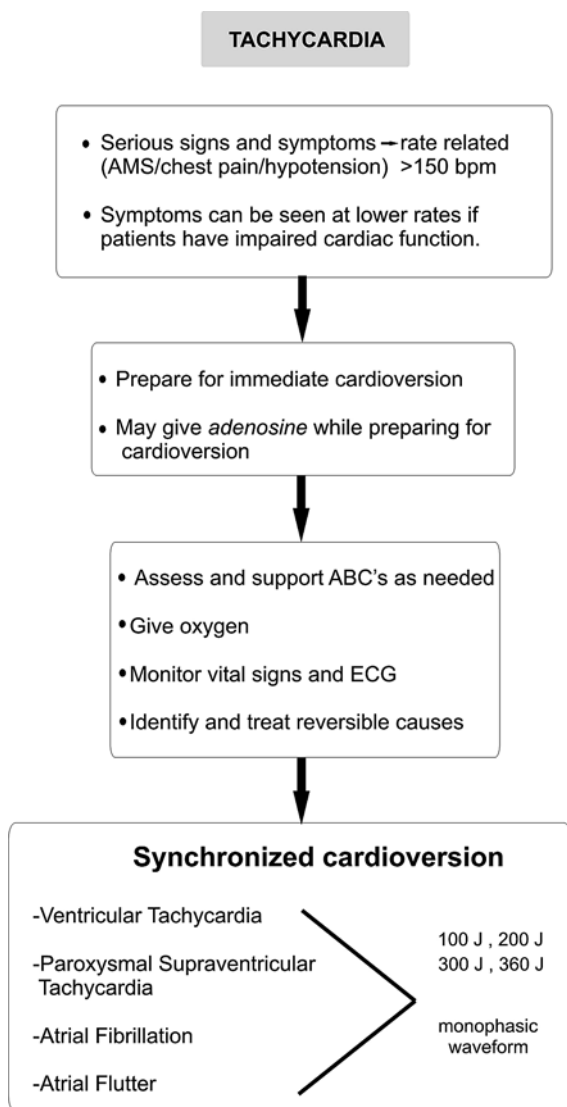 TACHYCARDIA
• Serious signs and symptoms → rate related
(AMS/chest pain/hypotension) >150 bpm
• Symptoms can be seen at lower rates if
patients have impaired cardiac function.
• Prepare for immediate cardioversion
• May give adenosine while preparing for
cardioversion
• Assess and support ABC's as needed
• Give oxygen
• Monitor vital signs and ECG
• Identify and treat reversible causes
Synchronized cardioversion
-Ventricular Tachycardia
-Paroxysmal Supraventricular
Tachycardia
-Atrial Fibrillation
-Atrial Flutter
100 J , 200 J
300 J , 360 J
monophasic
waveform